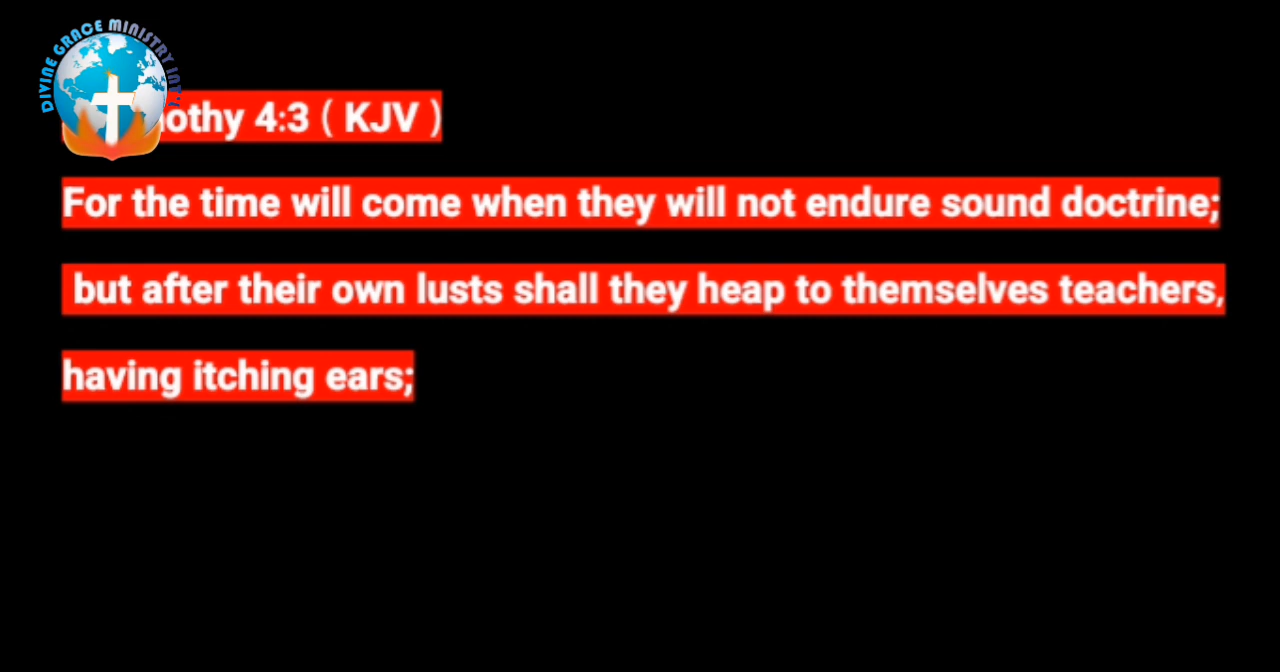 DIVINE GRACE MINISTRY INT'L
othy 4:3 ( KJV )
For the time will come when they will not endure sound doctrine;
but after their own lusts shall they heap to themselves teachers,
having itching ears;